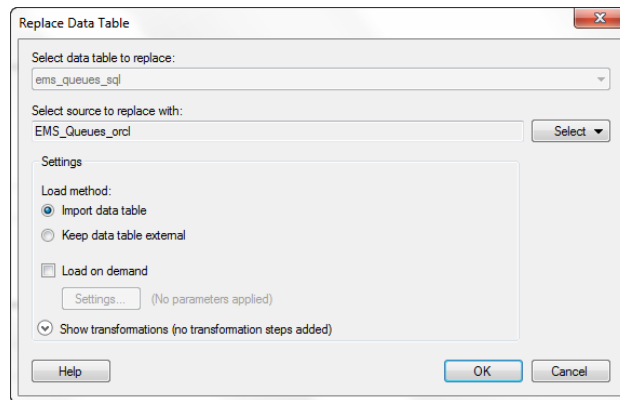 Replace Data Table
Select data table to replace:
ems_queues_sql
Select source to replace with:
EMS_Queues_orcl
Select
Settings
Load method:
Import data table
Keep data table external
Load on demand
Settings... (No parameters applied)
Show transformations (no transformation steps added)
Help OK Cancel